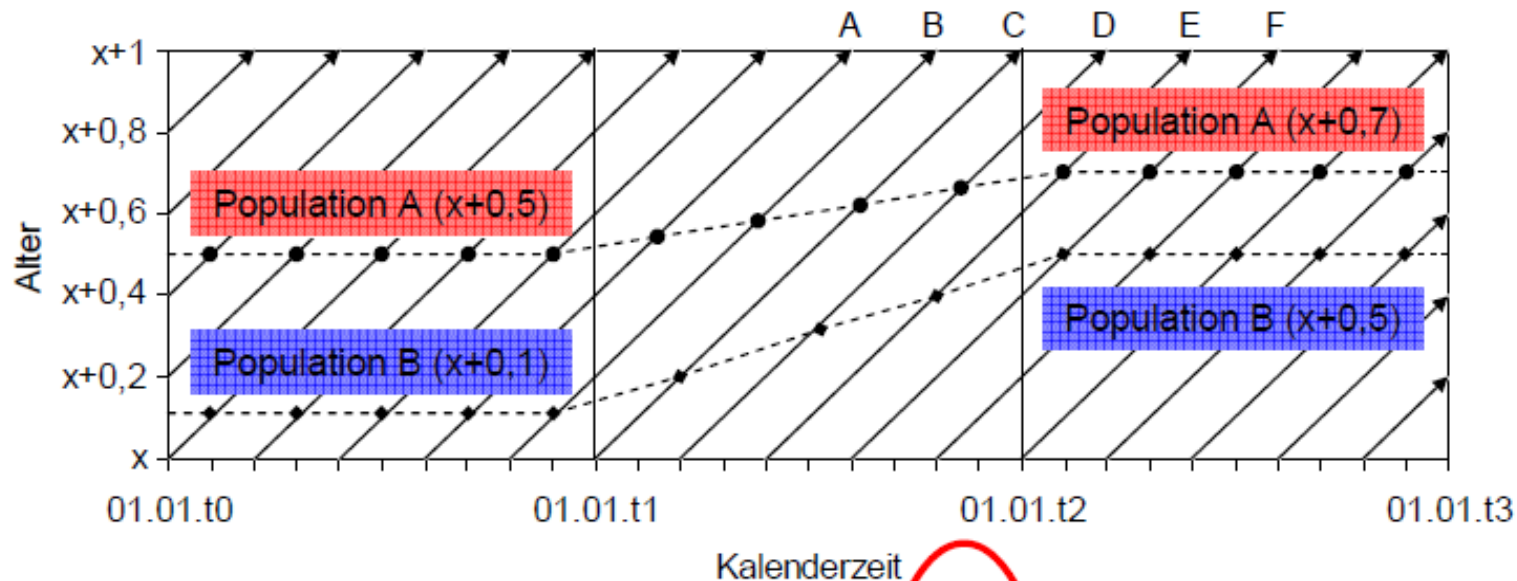 A B C D E F
x+1
x+0,8
x+0,6
x+0,4
x+0,2
x
Alter
Population A (x+0,5)
Population B (x+0,1)
Population A (x+0,7)
Population B (x+0,5)
01.01.t0 01.01.t1 01.01.t2 01.01.t3
Kalenderzeit